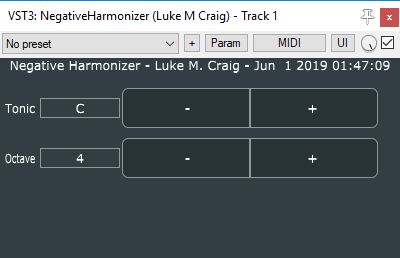 VST3: NegativeHarmonizer (Luke M Craig) - Track 1
No preset + Param MIDI UI
Negative Harmonizer - Luke M. Craig - Jun  1 2019 01:47:09
Tonic C - +
Octave 4 - +